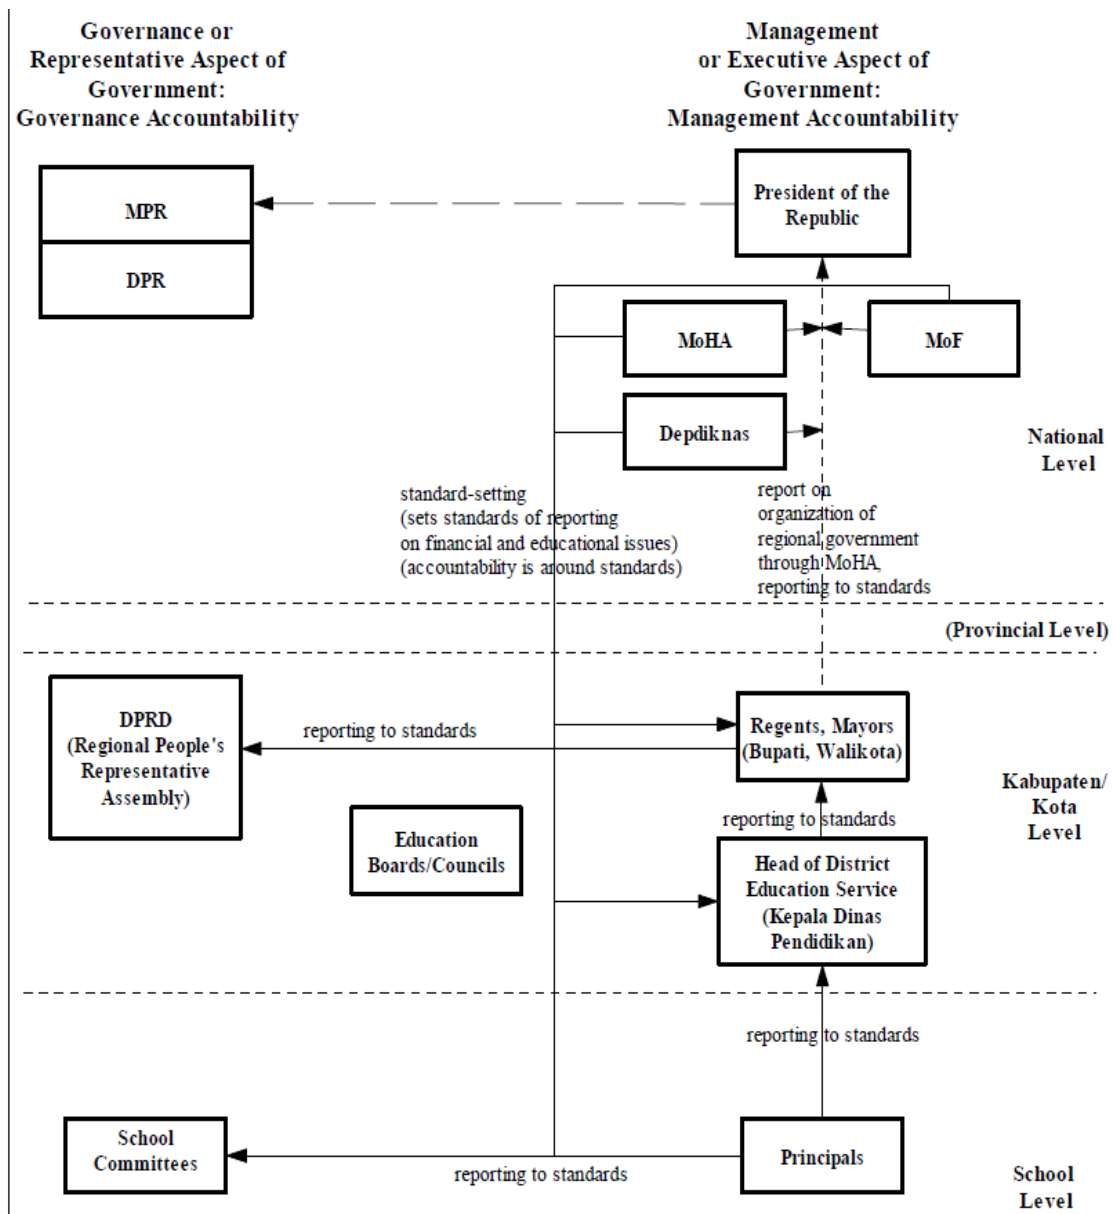 Governance or
Representative Aspect of
Government:
Governance Accountability
Management
or Executive Aspect of
Government:
Management Accountability
MPR
DPR
President of the
Republic
MoHA
MoF
Depdiknas
National
Level
standard-setting
(sets standards of reporting
on financial and educational issues)
(accountability is around standards)
report on
organization of
regional government
through MoHA,
reporting to standards
(Provincial Level)
DPRD
(Regional People's
Representative
Assembly)
reporting to standards
Regents, Mayors
(Bupati, Walikota)
Kabupaten/
Kota
Level
reporting to standards
Education
Boards/Councils
Head of District
Education Service
(Kepala Dinas
Pendidikan)
reporting to standards
School
Committees
reporting to standards
Principals
School
Level